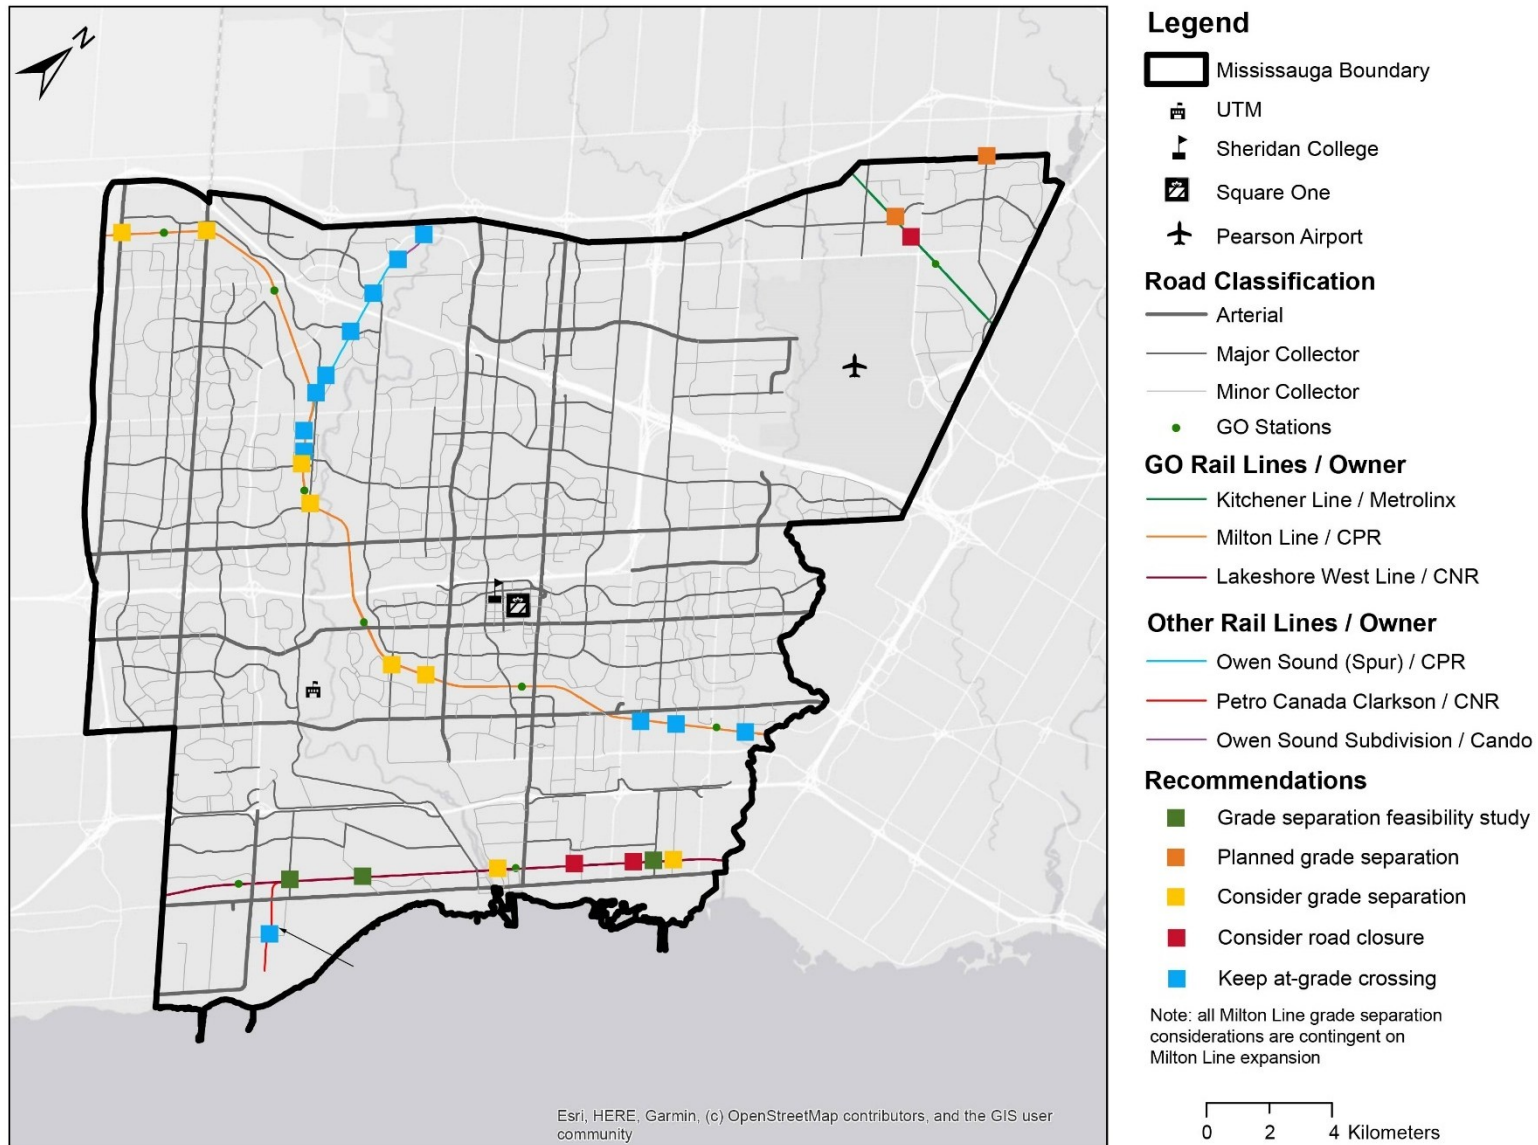 N
Legend
Mississauga Boundary
UTM
Sheridan College
Square One
Pearson Airport
Road Classification
Arterial
Major Collector
Minor Collector
GO Stations
GO Rail Lines / Owner
Kitchener Line / Metrolinx
Milton Line / CPR
Lakeshore West Line / CNR
Other Rail Lines / Owner
Owen Sound (Spur) / CPR
Petro Canada Clarkson / CNR
Owen Sound Subdivision / Cando
Recommendations
Grade separation feasibility study
Planned grade separation
Consider grade separation
Consider road closure
Keep at-grade crossing
Note: all Milton Line grade separation
considerations are contingent on
Milton Line expansion
0 2 4 Kilometers
Esri, HERE, Garmin, (c) OpenStreetMap contributors, and the GIS user
community